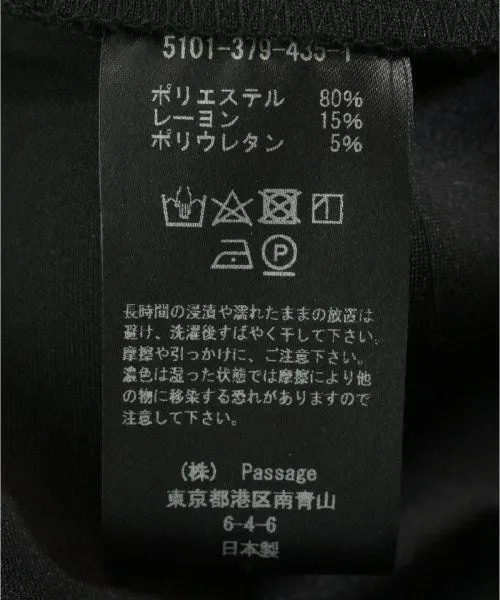 5101-379-435-1
ポリエステル 80%
レーヨン 15%
ポリウレタン 5%
P
長時間の浸漬や濡れたままの放置は
避け、洗濯後すばやく干して下さい。
摩擦や引っかけに、ご注意下さい。
濃色は湿った状態では摩擦により他
の物に移染する恐れがありますので
注意して下さい。
(株) Passage
東京都港区南青山
6-4-6
日本製